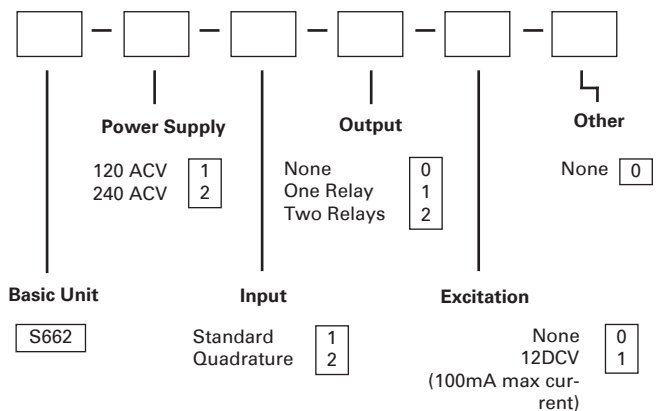 Power Supply
Output
Other
120 ACV 1
240 ACV 2
None 0
One Relay 1
Two Relays 2
None 0
Basic Unit
Input
Excitation
S662
Standard 1
Quadrature 2
None 0
12DCV 1
(100mA max cur-
rent)